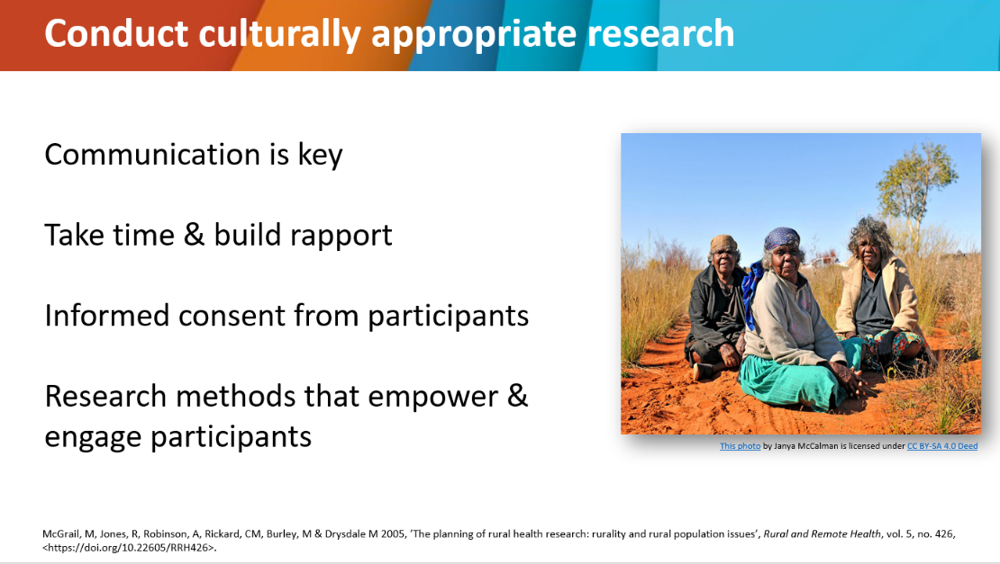 Conduct culturally appropriate research
Communication is key
Take time & build rapport
Informed consent from participants
Research methods that empower &
engage participants
This photo by Janya McCalman is licensed under CC BY-SA 4.0 Deed
McGrail, M, Jones, R, Robinson, A, Rickard, CM, Burley, M & Drysdale M 2005, ‘The planning of rural health research: rurality and rural population issues’, Rural and Remote Health, vol. 5, no. 426,
<https://doi.org/10.22605/RRH426>.